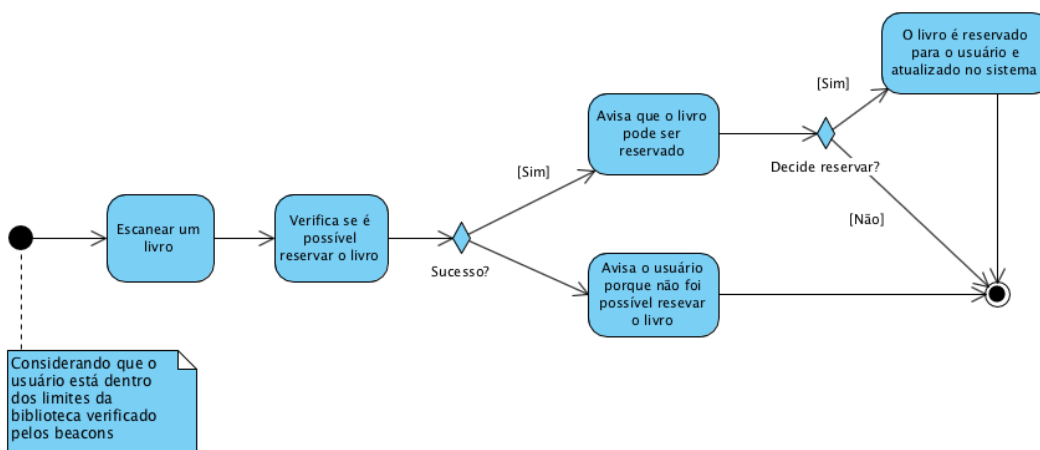 Escanear um
livro
Verifica se é
possível
reservar o livro
Sucesso?
[Sim]
Avisa que o livro
pode ser
reservado
Avisa o usuário
porque não foi
possível resevar
o livro
Decide reservar?
[Sim]
[Não]
O livro é reservado
para o usuário e
atualizado no sistema
Considerando que o
usuário está dentro
dos limites da
biblioteca verificado
pelos beacons